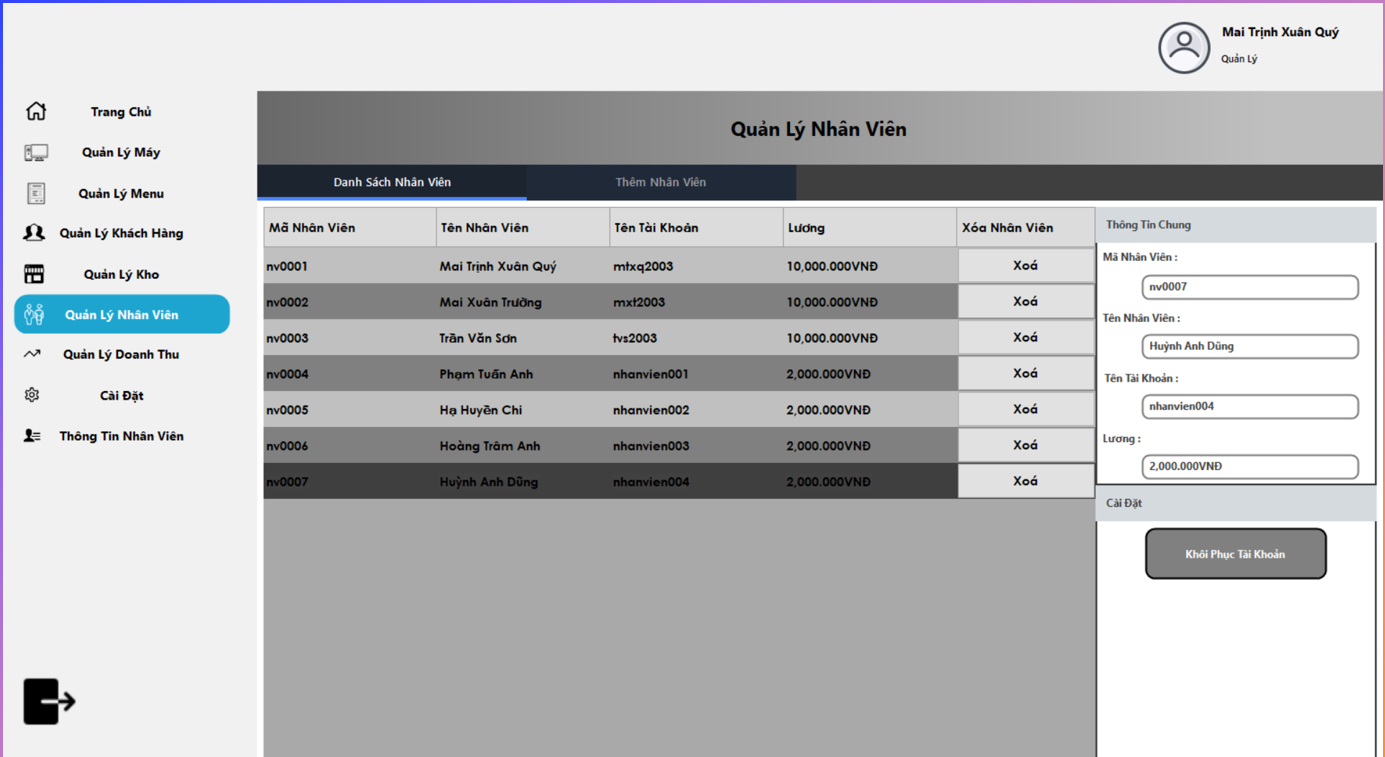 Mai Trịnh Xuân Quý
Quản Lý
Trang Chủ
Quản Lý Máy
Quản Lý Menu
Quản Lý Khách Hàng
Quản Lý Kho
Quản Lý Nhân Viên
Quản Lý Doanh Thu
Cài Đặt
Thông Tin Nhân Viên
Quản Lý Nhân Viên
Danh Sách Nhân Viên Thêm Nhân Viên
Mã Nhân Viên Tên Nhân Viên Tên Tài Khoản Lương Xóa Nhân Viên
nv0001 Mai Trịnh Xuân Quý mtxq2003 10,000.000VNĐ Xoá
nv0002 Mai Xuân Trường mxt2003 10,000.000VNĐ Xoá
nv0003 Trần Văn Sơn tvs2003 10,000.000VNĐ Xoá
nv0004 Phạm Tuấn Anh nhanvien001 2,000.000VNĐ Xoá
nv0005 Hạ Huyền Chi nhanvien002 2,000.000VNĐ Xoá
nv0006 Hoàng Trâm Anh nhanvien003 2,000.000VNĐ Xoá
nv0007 Huỳnh Anh Dũng nhanvien004 2,000.000VNĐ Xoá
Thông Tin Chung
Mã Nhân Viên :
nv0007
Tên Nhân Viên :
Huỳnh Anh Dũng
Tên Tài Khoản :
nhanvien004
Lương :
2,000.000VNĐ
Cài Đặt
Khôi Phục Tài Khoản